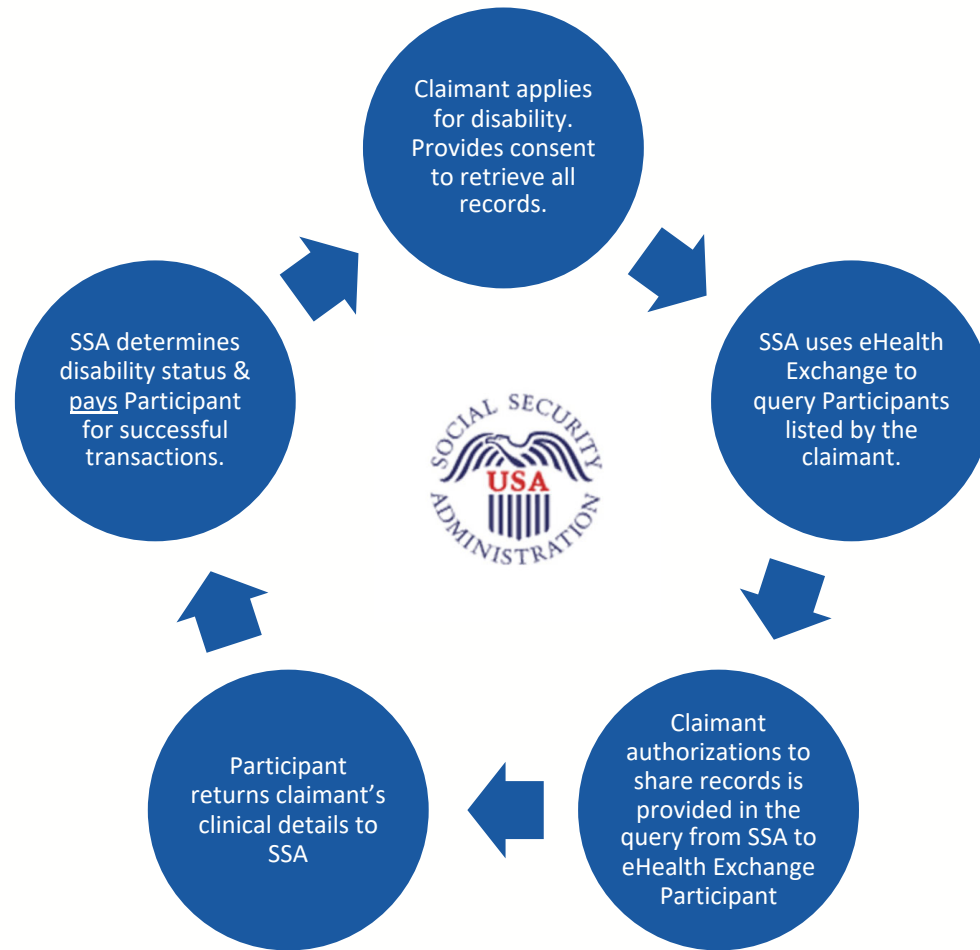 Claimant applies
for disability.
Provides consent
to retrieve all
records.
SSA uses eHealth
Exchange to
query Participants
listed by the
claimant.
Claimant
authorizations to
share records is
provided in the
query from SSA to
eHealth Exchange
Participant
Participant
returns claimant’s
clinical details to
SSA
SSA determines
disability status &
pays Participant
for successful
transactions.
SOCIAL SECURITY
USA
ADMINISTRATION